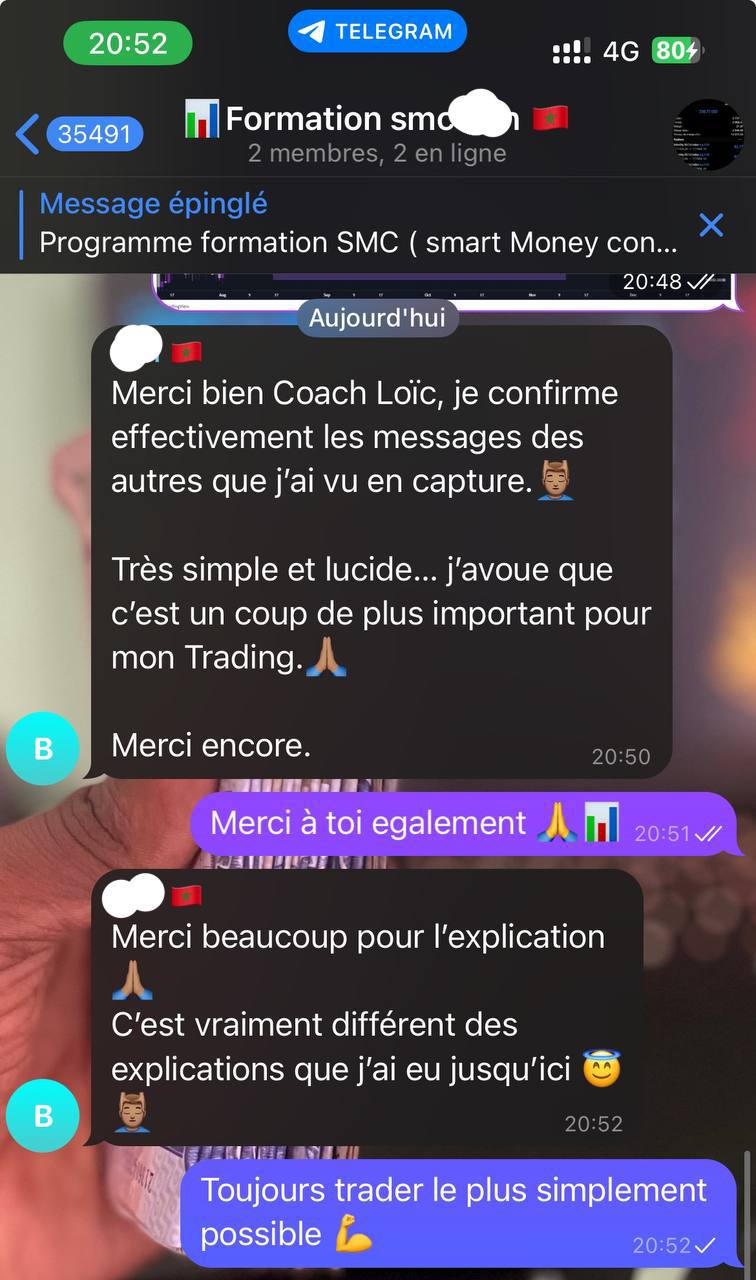 20:52
TELEGRAM
4G
80
35491
📊Formation smc n 🇲🇦
2 membres, 2 en ligne
Message épinglé
Programme formation SMC ( smart Money con...
20:48
Aujourd'hui
🇲🇦
Merci bien Coach Loïc, je confirme
effectivement les messages des
autres que j’ai vu en capture.💆🏽‍♂️
Très simple et lucide... j’avoue que
c’est un coup de plus important pour
mon Trading.🙏🏽
B
Merci encore.
20:50
Merci à toi egalement 🙏📊
20:51
🇲🇦
Merci beaucoup pour l’explication
🙏🏽
C’est vraiment différent des
explications que j’ai eu jusqu’ici 😇
💆🏽‍♂️
B
20:52
Toujours trader le plus simplement
possible 💪
20:52